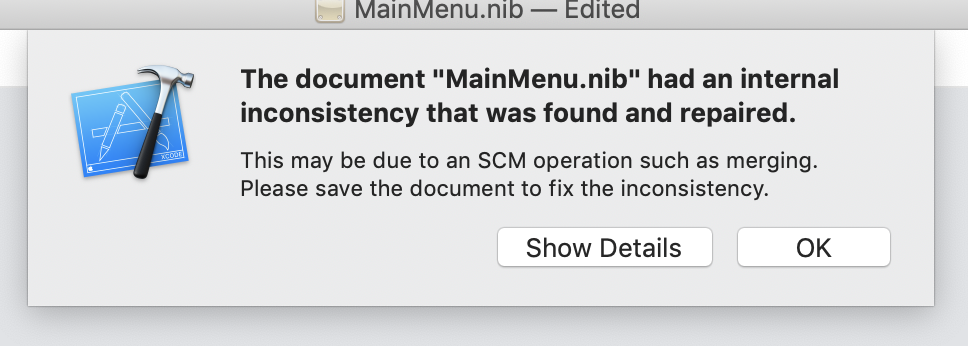 MainMenu.nib — Edited
The document "MainMenu.nib" had an internal
inconsistency that was found and repaired.
This may be due to an SCM operation such as merging.
Please save the document to fix the inconsistency.
XCODE
Show Details
OK